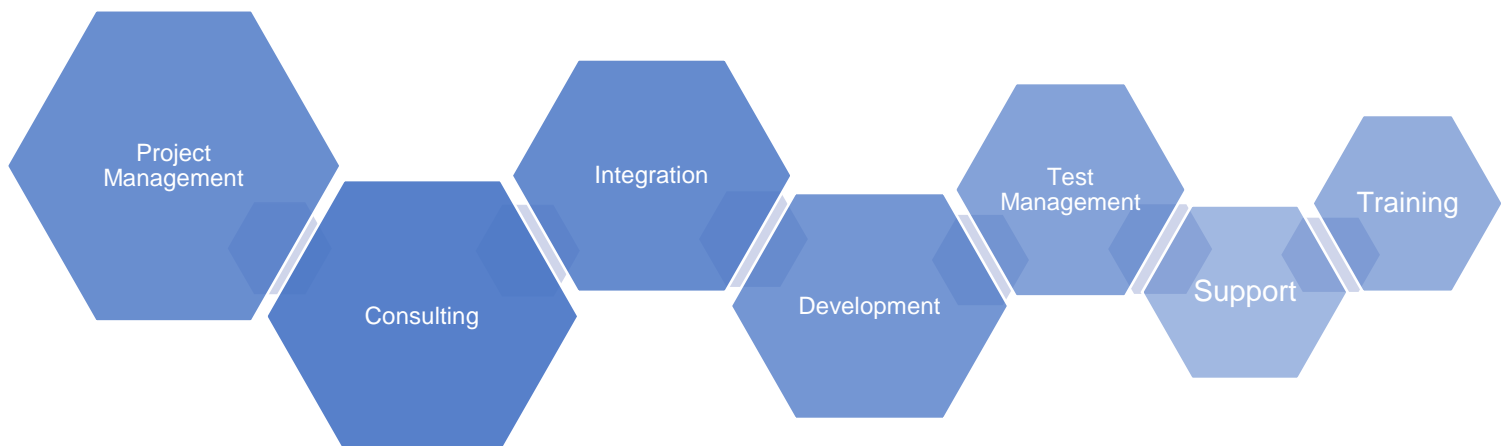 Project
Management
Consulting
Integration
Development
Test
Management
Support
Training